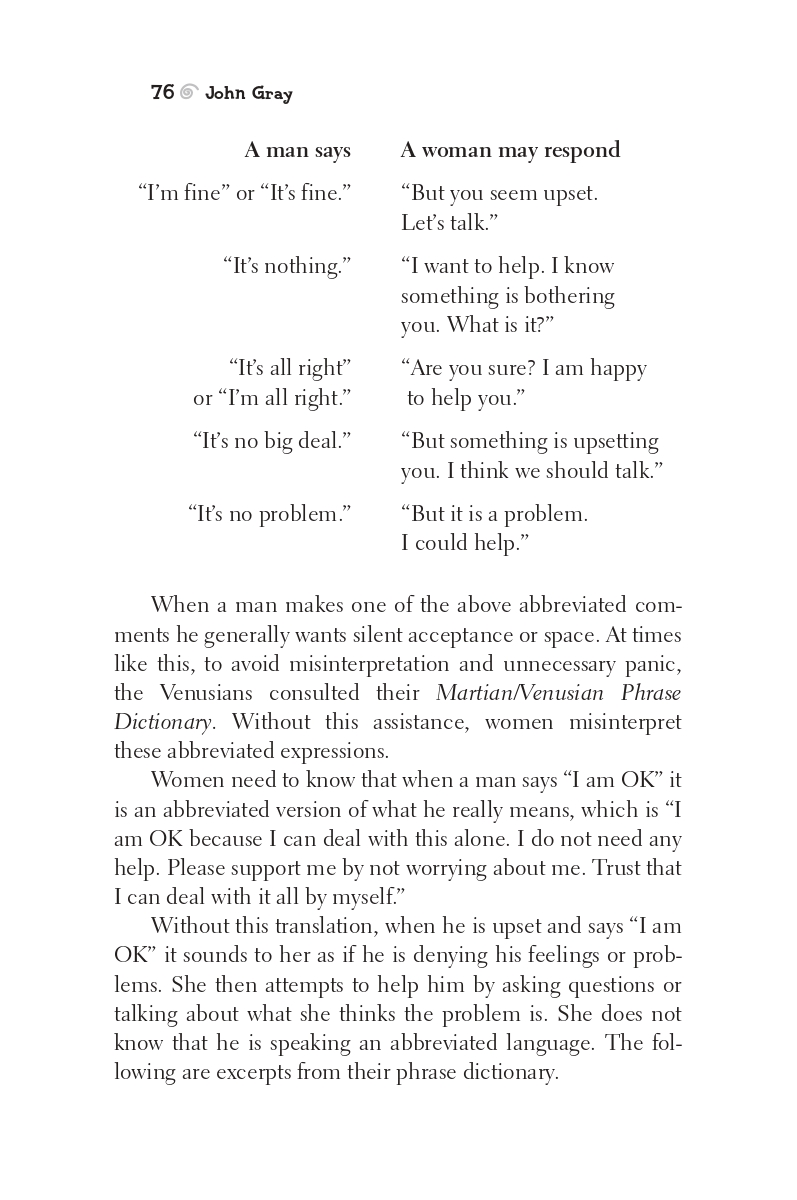 76 John Gray
A man says A woman may respond
“I’m fine” or “It’s fine.” “But you seem upset.
Let’s talk.”
“It’s nothing.” “I want to help. I know
something is bothering
you. What is it?”
“It’s all right” “Are you sure? I am happy
or “I’m all right.” to help you.”
“It’s no big deal.” “But something is upsetting
you. I think we should talk.”
“It’s no problem.” “But it is a problem.
I could help.”
When a man makes one of the above abbreviated com-
ments he generally wants silent acceptance or space. At times
like this, to avoid misinterpretation and unnecessary panic,
the Venusians consulted their Martian/Venusian Phrase
Dictionary. Without this assistance, women misinterpret
these abbreviated expressions.
Women need to know that when a man says “I am OK” it
is an abbreviated version of what he really means, which is “I
am OK because I can deal with this alone. I do not need any
help. Please support me by not worrying about me. Trust that
I can deal with it all by myself.”
Without this translation, when he is upset and says “I am
OK” it sounds to her as if he is denying his feelings or prob-
lems. She then attempts to help him by asking questions or
talking about what she thinks the problem is. She does not
know that he is speaking an abbreviated language. The fol-
lowing are excerpts from their phrase dictionary.